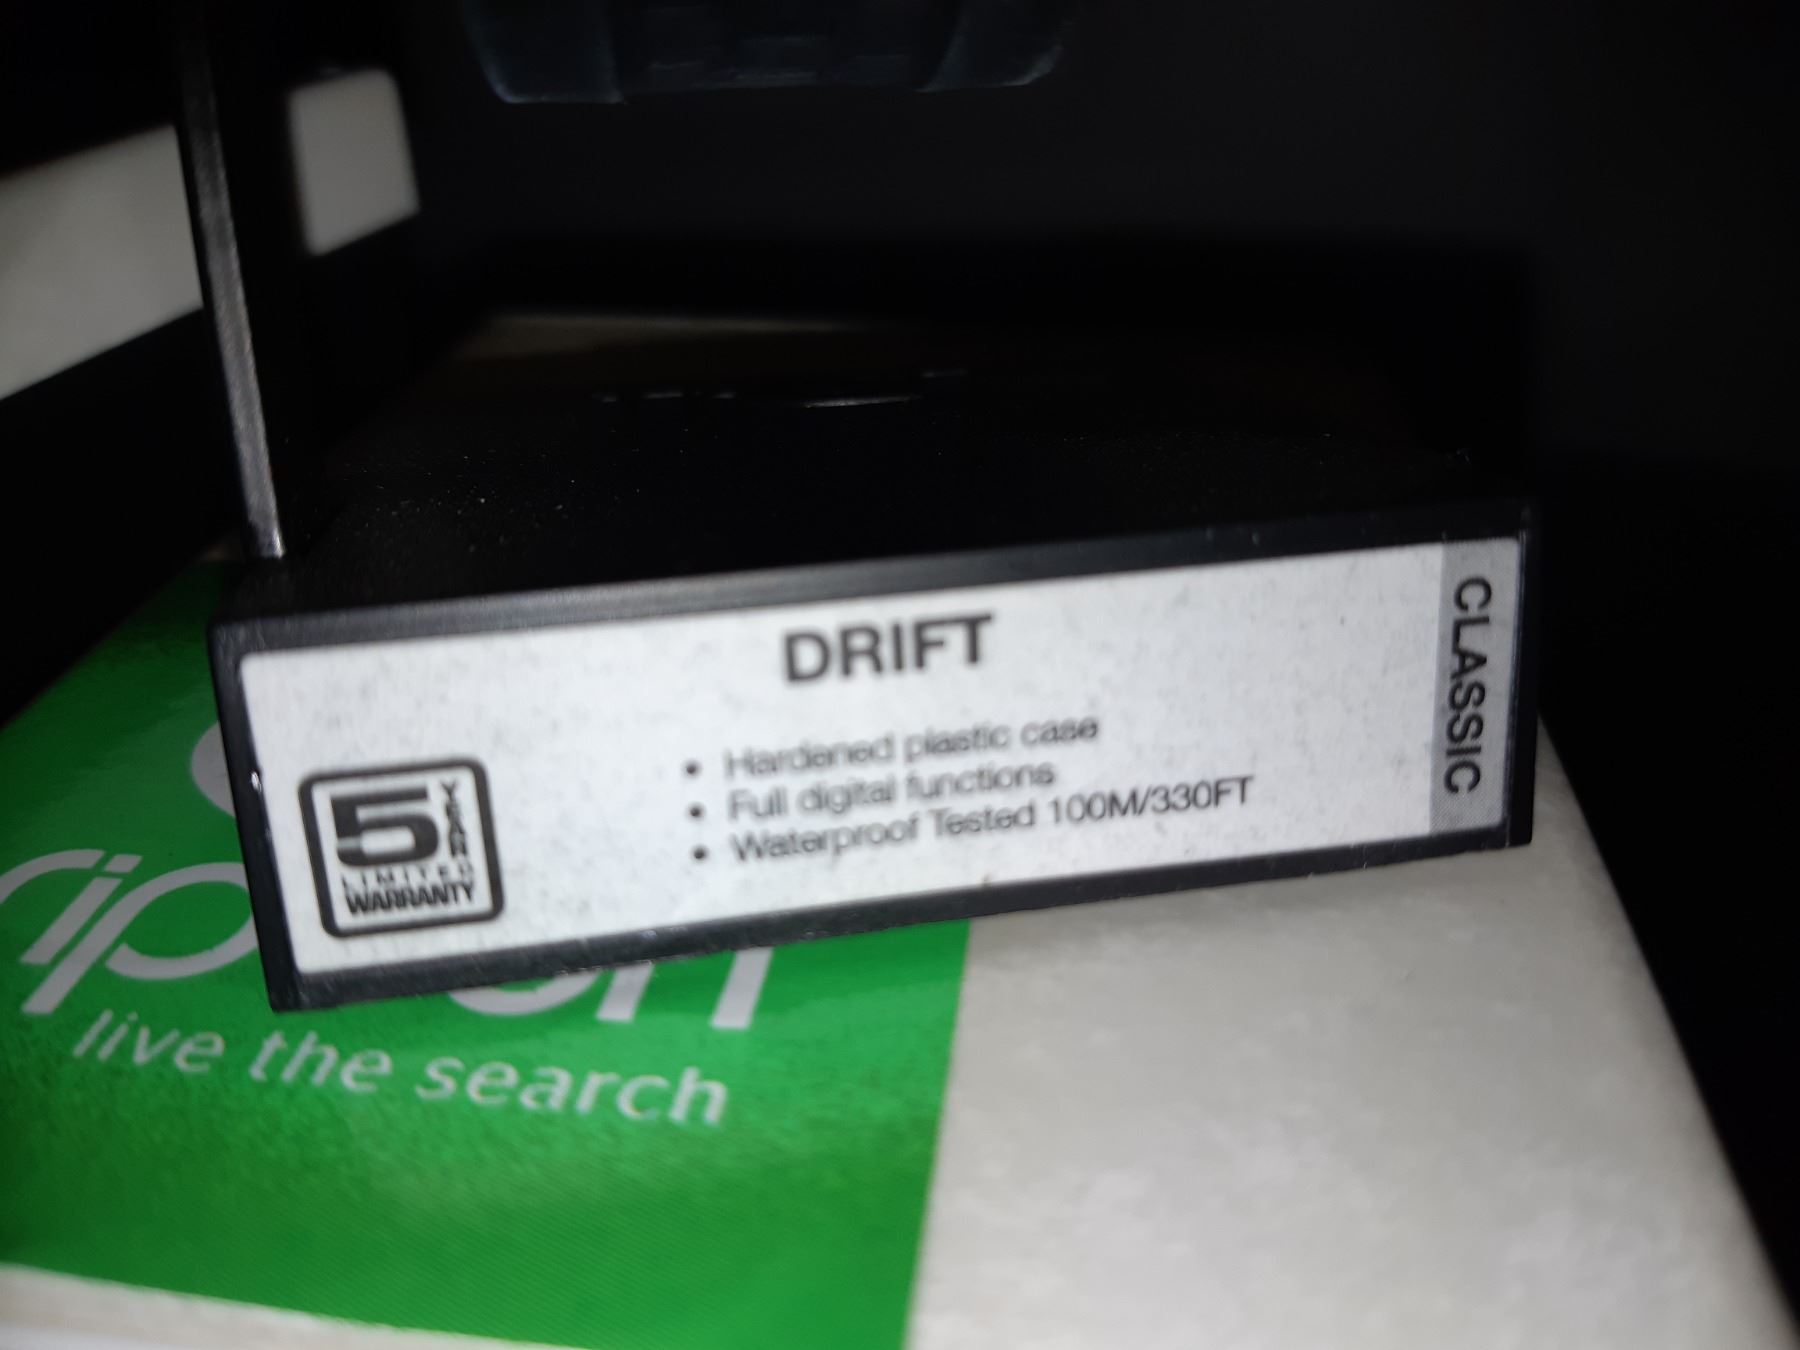 DRIFT
• Hardened plastic case
• Full digital functions
• Waterproof Tested 100M/330FT
5 YEAR
LIMITED
WARRANTY
CLASSIC
live the search